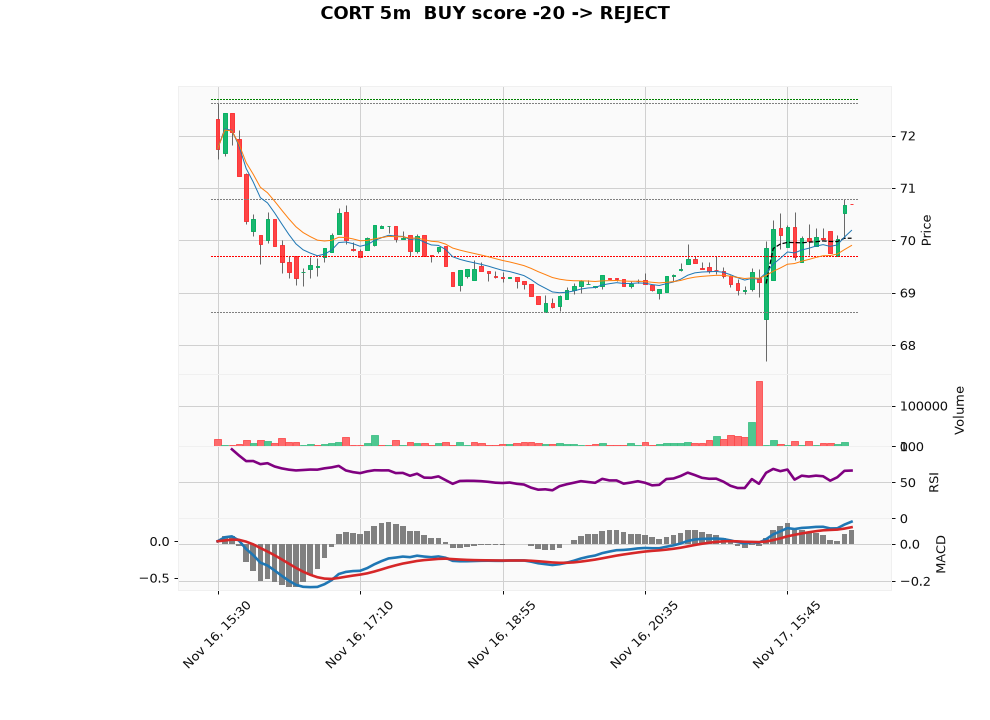 CORT 5m  BUY score -20 -> REJECT
72
71
70
69
68
Price
100000
0
Volume
100
50
0
RSI
0.0
−0.5
0.0
−0.2
MACD
Nov 16, 15:30
Nov 16, 17:10
Nov 16, 18:55
Nov 16, 20:35
Nov 17, 15:45